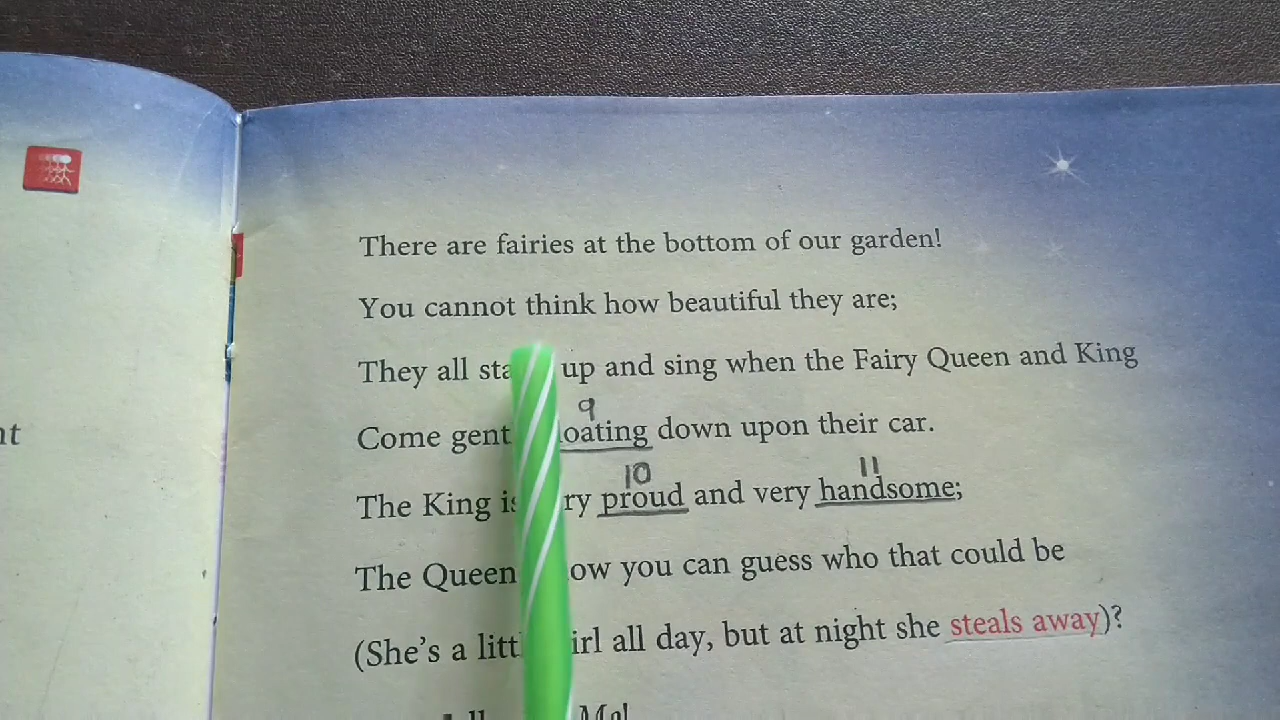 There are fairies at the bottom of our garden!
You cannot think how beautiful they are;
They all sta up and sing when the Fairy Queen and King
9
Come gent oating down upon their car.
10 11
The King is ry proud and very handsome;
The Queen ow you can guess who that could be
(She's a litt irl all day, but at night she steals away)?
Me!